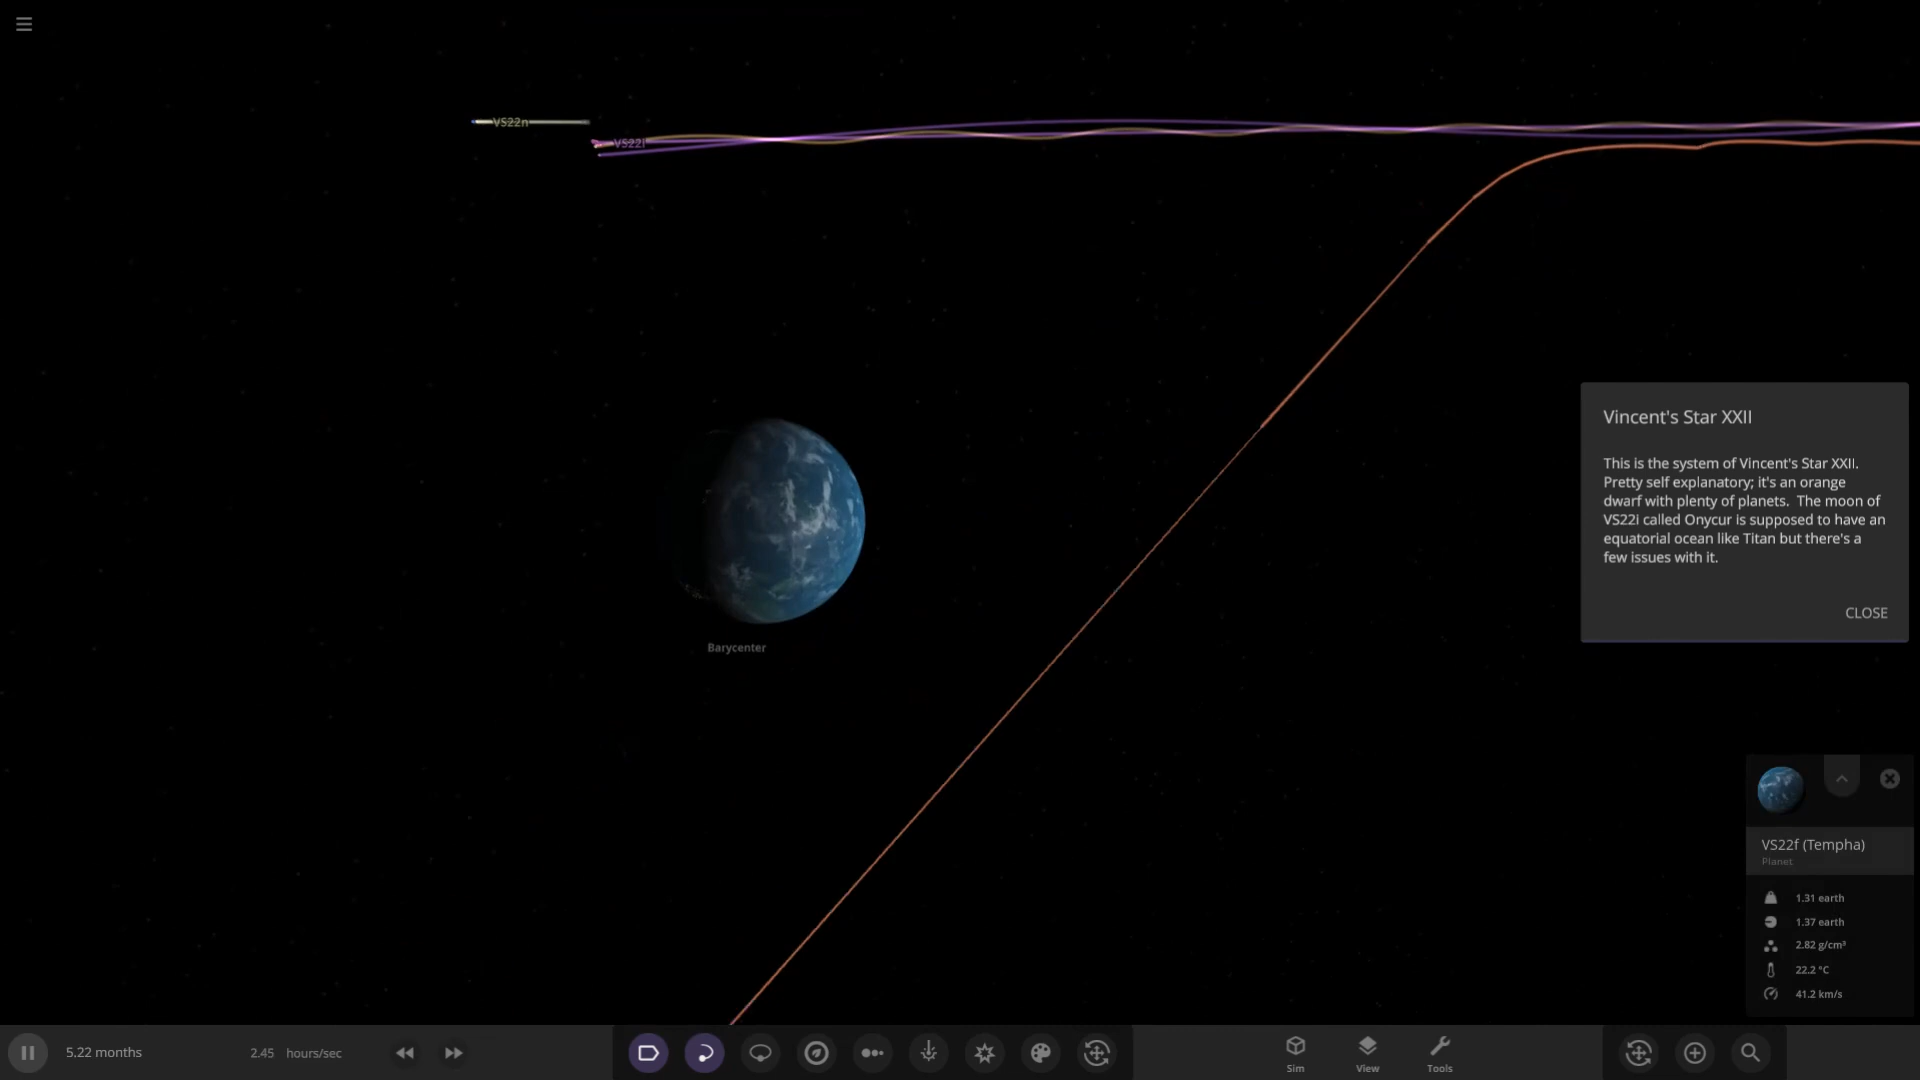 VS22n
VS22l
Vincent's Star XXII
This is the system of Vincent's Star XXII.
Pretty self explanatory; it's an orange
dwarf with plenty of planets.  The moon of
VS22i called Onycur is supposed to have an
equatorial ocean like Titan but there's a
few issues with it.
CLOSE
Barycenter
VS22f (Tempha)
Planet
1.31 earth
1.37 earth
2.82 g/cm³
22.2 °C
41.2 km/s
5.22 months
2.45 hours/sec
Sim
View
Tools